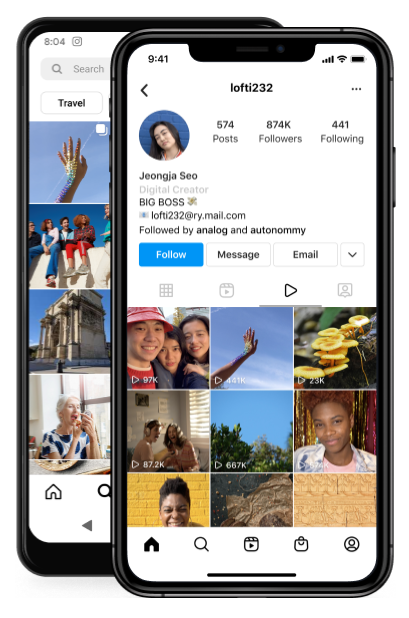 8:04
Search
Travel
9:41
lofti232
574
874K
441
Posts
Followers
Following
Jeongja Seo
Digital Creator
BIG BOSS
lofti232@ry.mail.com
Followed by analog and autonommy
Follow
Message
Email
97K
441K
23K
87.2K
667K